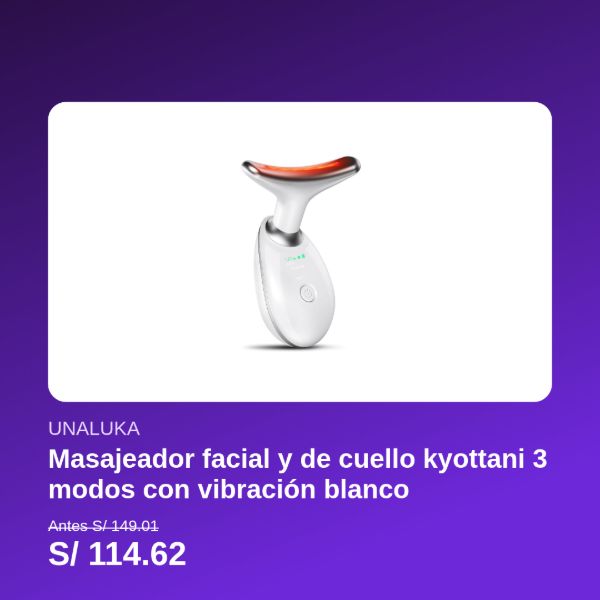 UNALUKA
Masajeador facial y de cuello kyottani 3
modos con vibración blanco
Antes S/ 149.01
S/ 114.62